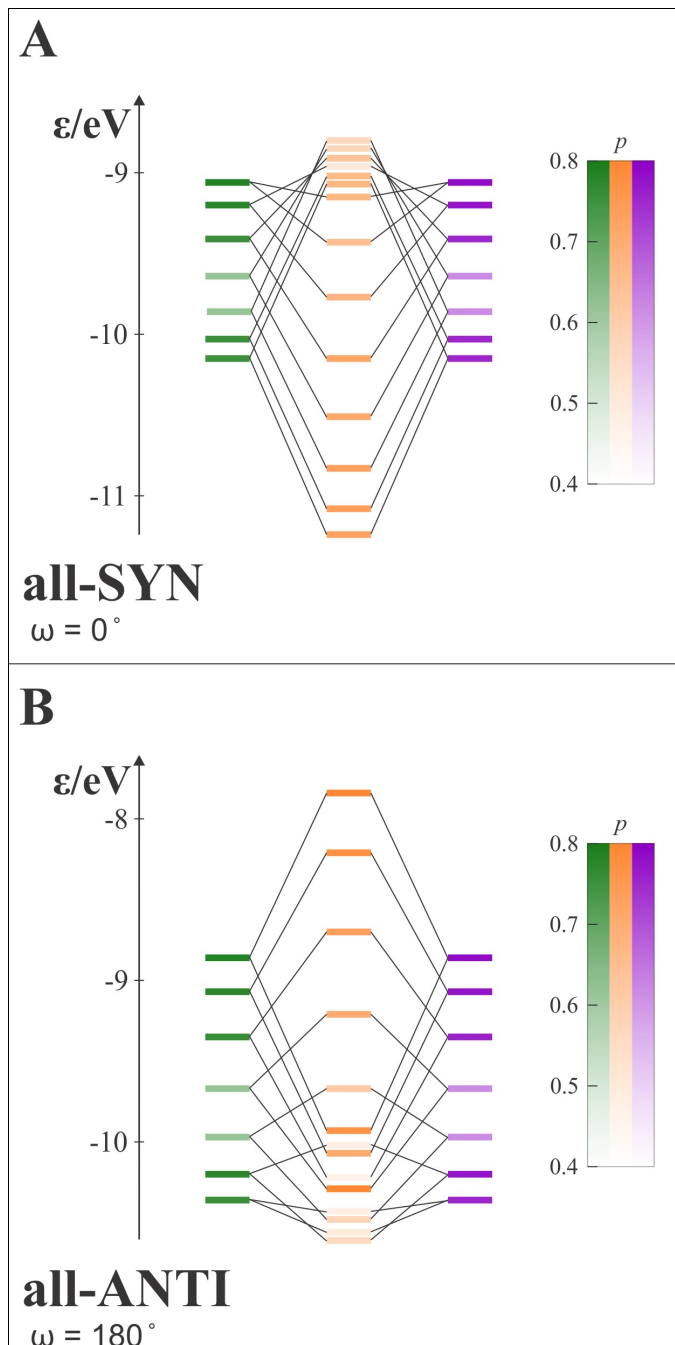 A
ε/eV
-9
-10
-11
p
0.8
0.7
0.6
0.5
0.4
all-SYN
ω = 0°
B
ε/eV
-8
-9
-10
p
0.8
0.7
0.6
0.5
0.4
all-ANTI
ω = 180°